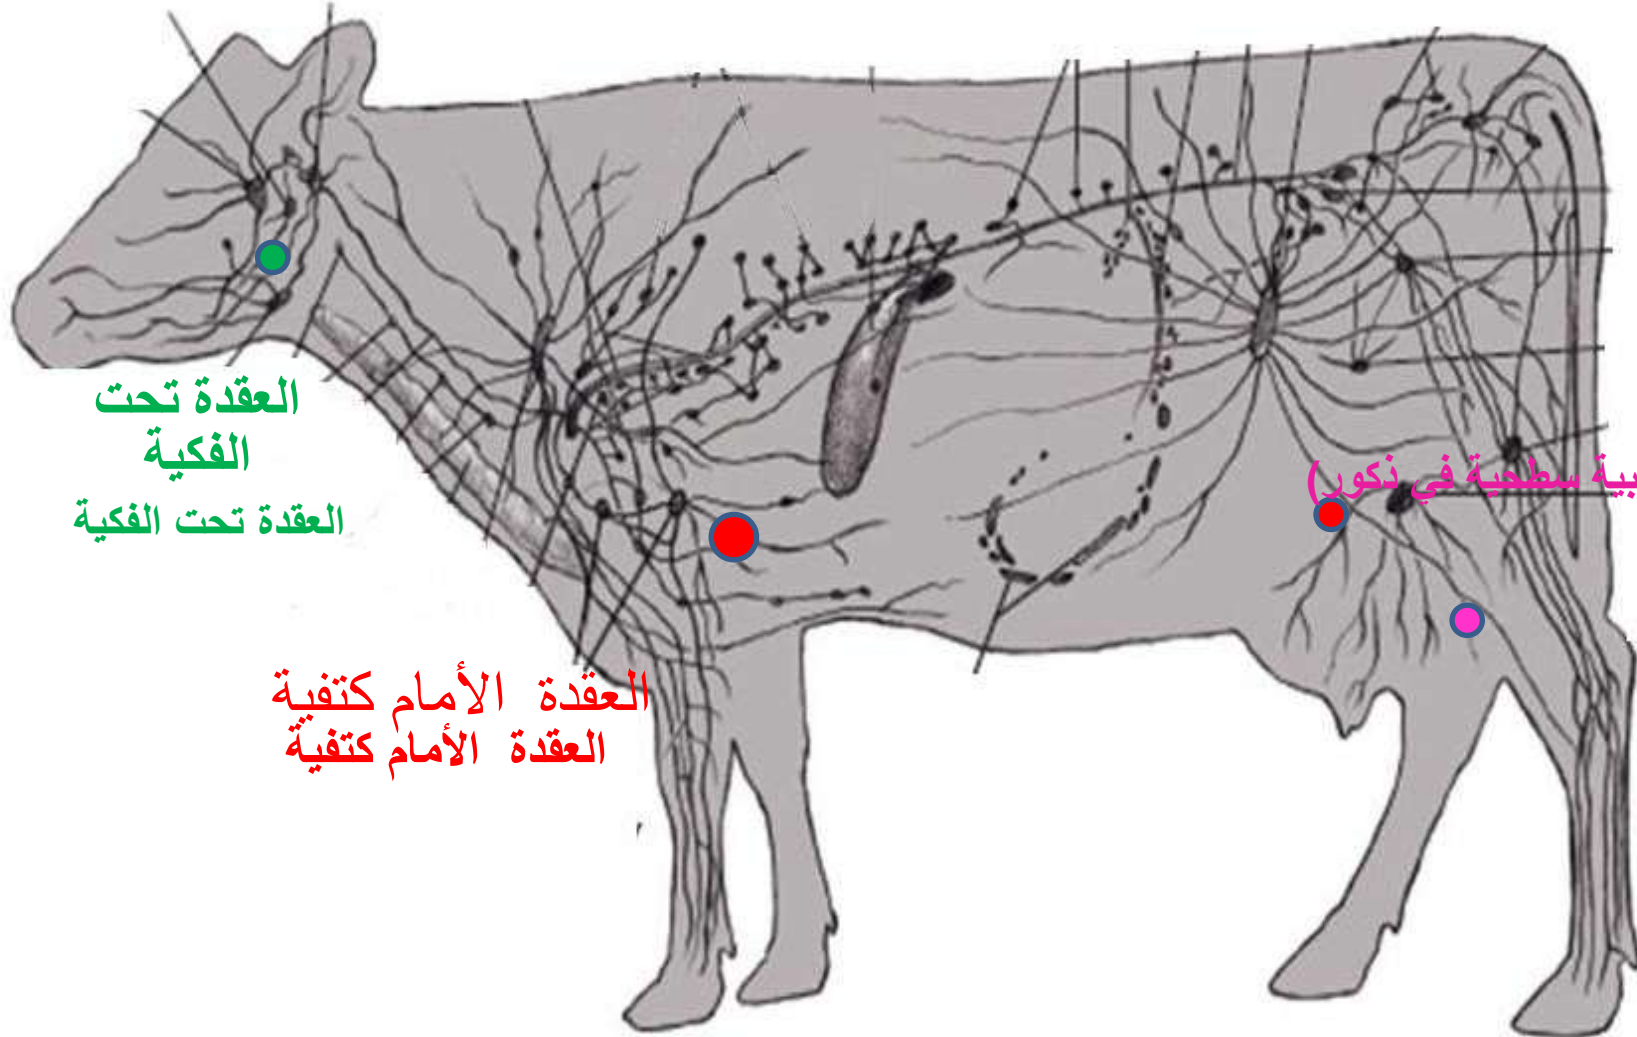 العقدة تحت
الفكية
العقدة تحت الفكية
سطحية في ذكور)
العقدة الأمام كتفية
العقدة الأمام كتفية